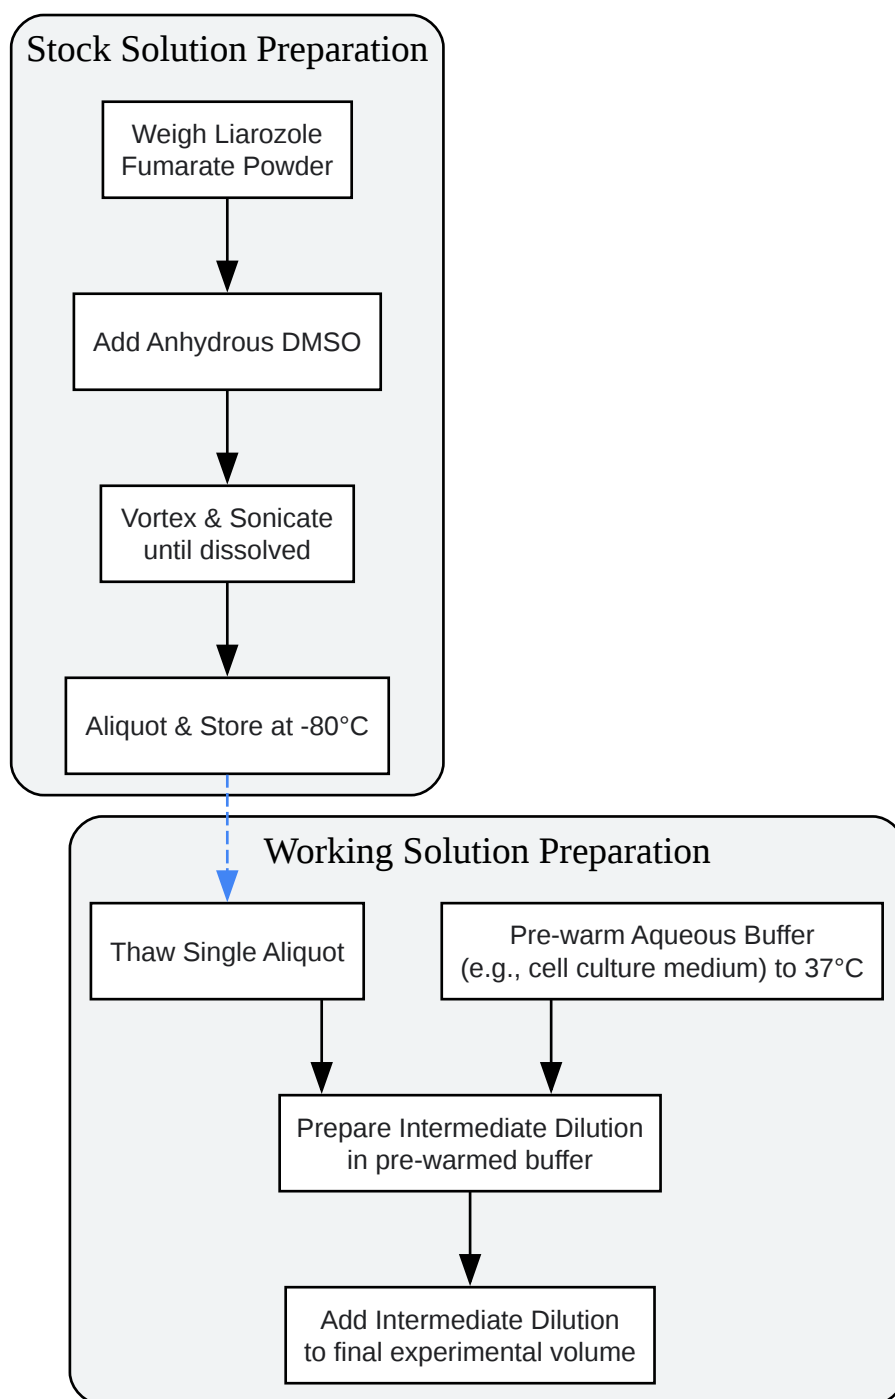 Stock Solution Preparation
Weigh Liarozole
Fumarate Powder
Add Anhydrous DMSO
Vortex & Sonicate
until dissolved
Aliquot & Store at -80°C
Working Solution Preparation
Thaw Single Aliquot
Pre-warm Aqueous Buffer
(e.g., cell culture medium) to 37°C
Prepare Intermediate Dilution
in pre-warmed buffer
Add Intermediate Dilution
to final experimental volume